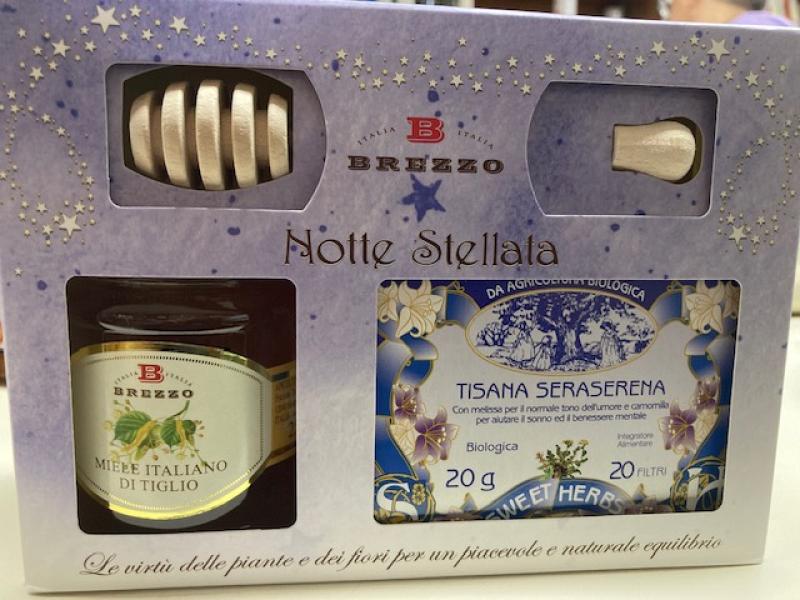 ITALIA B ITALIA
BREZZO
Notte Stellata
ITALIA B ITALIA
BREZZO
MIELE ITALIANO
DI TIGLIO
DA AGRICOLTURA BIOLOGICA
TISANA SERASERENA
Con melissa per il normale tono dell'umore e camomilla
per aiutare il sonno ed il benessere mentale
Biologica
Integratore
Alimentare
20 g
20 FILTRI
SWEET HERBS
Le virtù delle piante e dei fiori per un piacevole e naturale equilibrio